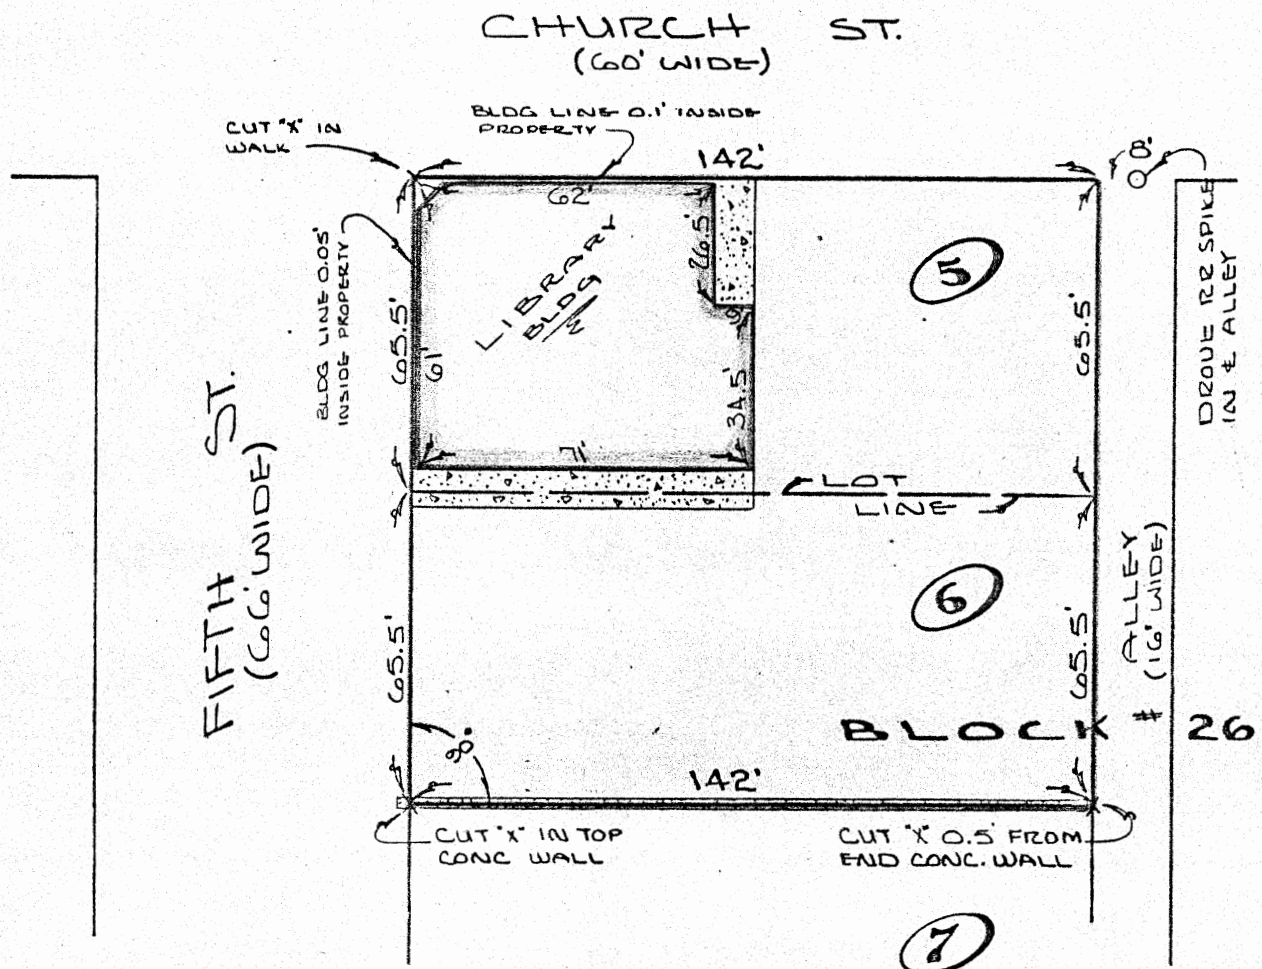 CHURCH ST.
(60' WIDE)
BLDG LINE 0.1' INSIDE
PROPERTY
CUT "X" IN
WALK
142'
8'
62'
26.5'
LIBRARY
BLDG
5
BLDG LINE 0.05'
INSIDE PROPERTY
65.5'
61'
9'
34.5'
65.5'
DROVE RR SPIKE
IN ℄ ALLEY
71'
LOT
LINE
FIFTH ST.
(66' WIDE)
6
65.5'
65.5'
ALLEY
(16' WIDE)
BLOCK # 26
90°
142'
CUT "X" IN TOP
CONC WALL
CUT "X" 0.5' FROM
END CONC. WALL
7